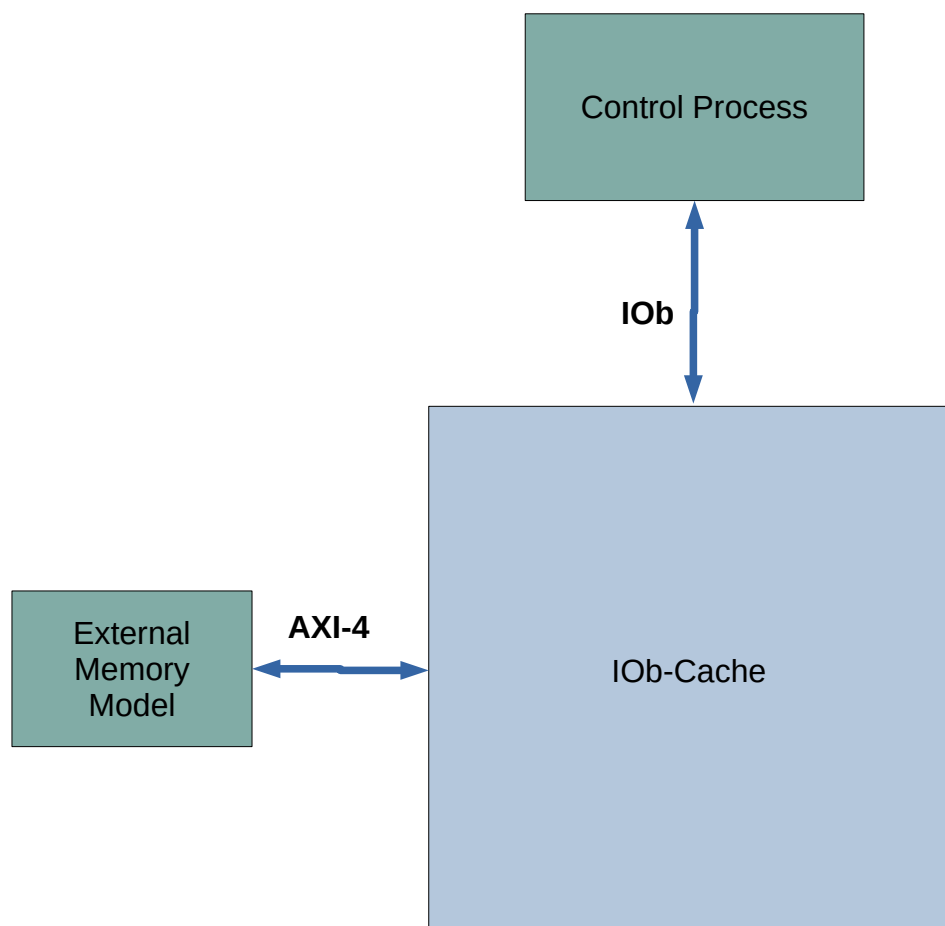 Control Process
IOb
AXI-4
External
Memory
Model
IOb-Cache